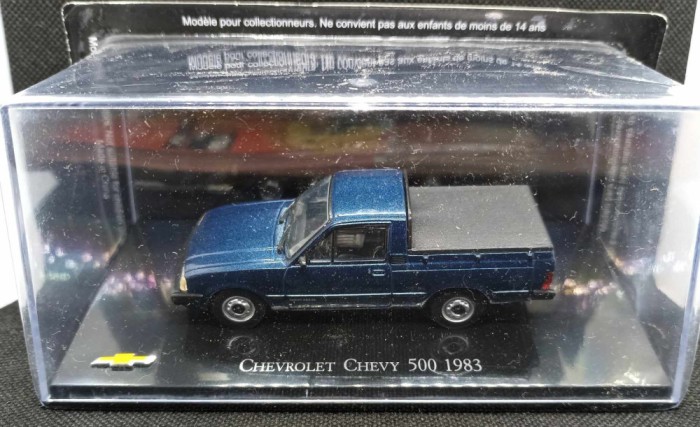 Modèle pour collectionneurs. Ne convient pas aux enfants de moins de 14 ans
CHEVROLET CHEVY 500 1983